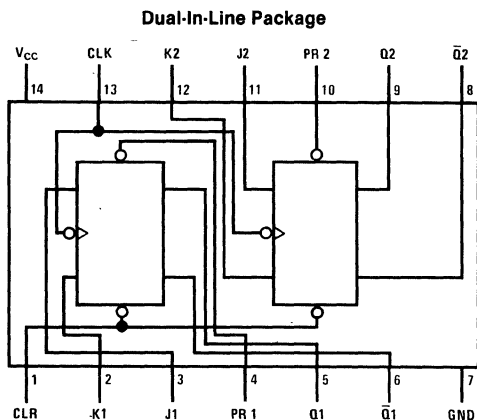 Dual-In-Line Package
VCC CLK K2 J2 PR 2 Q2 Q̅2
14 13 12 11 10 9 8
1 2 3 4 5 6 7
CLR K1 J1 PR 1 Q1 Q̅1 GND